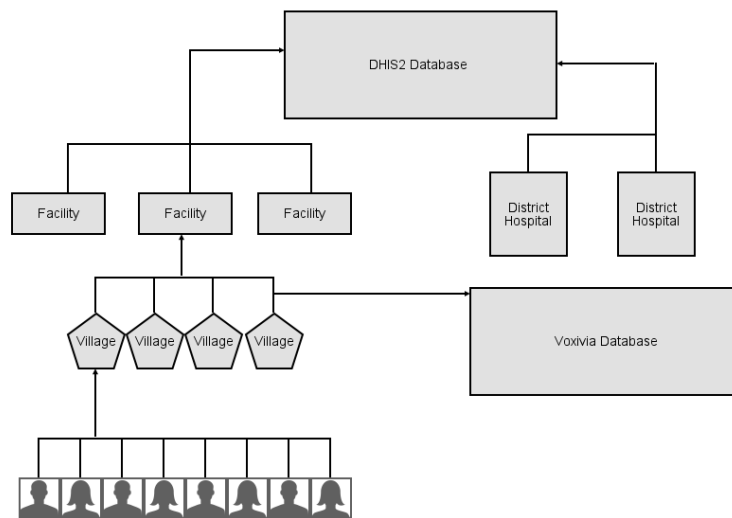 DHIS2 Database
Facility
Facility
Facility
District
Hospital
District
Hospital
Village
Village
Village
Village
Voxivia Database